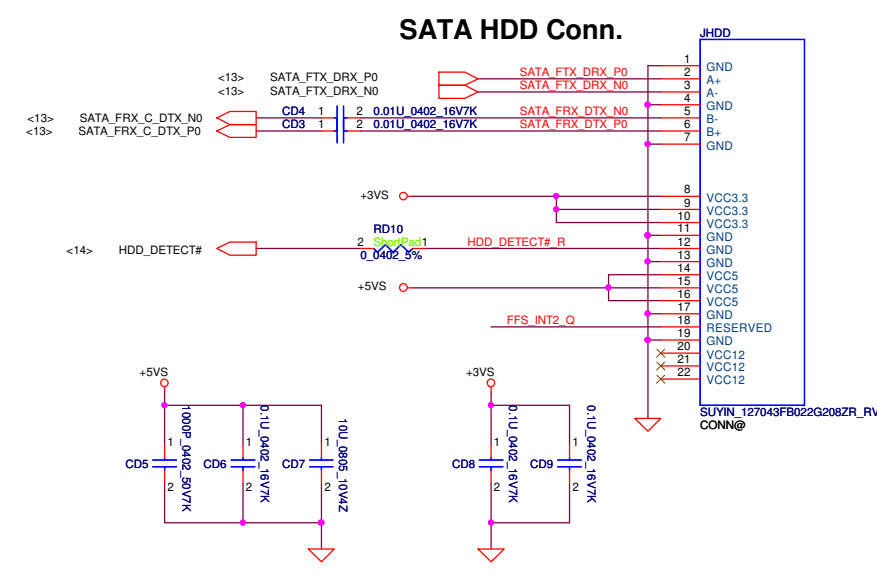 SATA HDD Conn.
JHDD
<13> SATA_FTX_DRX_P0 SATA_FTX_DRX_P0
<13> SATA_FTX_DRX_N0 SATA_FTX_DRX_N0
<13> SATA_FRX_C_DTX_N0 CD4 1 2 0.01U_0402_16V7K SATA_FRX_DTX_N0
<13> SATA_FRX_C_DTX_P0 CD3 1 2 0.01U_0402_16V7K SATA_FRX_DTX_P0
1 GND
2 A+
3 A-
4 GND
5 B-
6 B+
7 GND
+3VS
8 VCC3.3
9 VCC3.3
10 VCC3.3
11 GND
RD10
<14> HDD_DETECT# 2 ShortPad 1 HDD_DETECT#_R
0_0402_5%
12 GND
13 GND
+5VS
14 VCC5
15 VCC5
16 VCC5
17 GND
FFS_INT2_Q
18 RESERVED
19 GND
20 VCC12
21 VCC12
22 VCC12
SUYIN_127043FB022G208ZR_RV
CONN@
+5VS
CD5 1 2 1000P_0402_50V7K
CD6 1 2 0.1U_0402_16V7K
CD7 1 2 10U_0805_10V4Z
+3VS
CD8 1 2 0.1U_0402_16V7K
CD9 1 2 0.1U_0402_16V7K